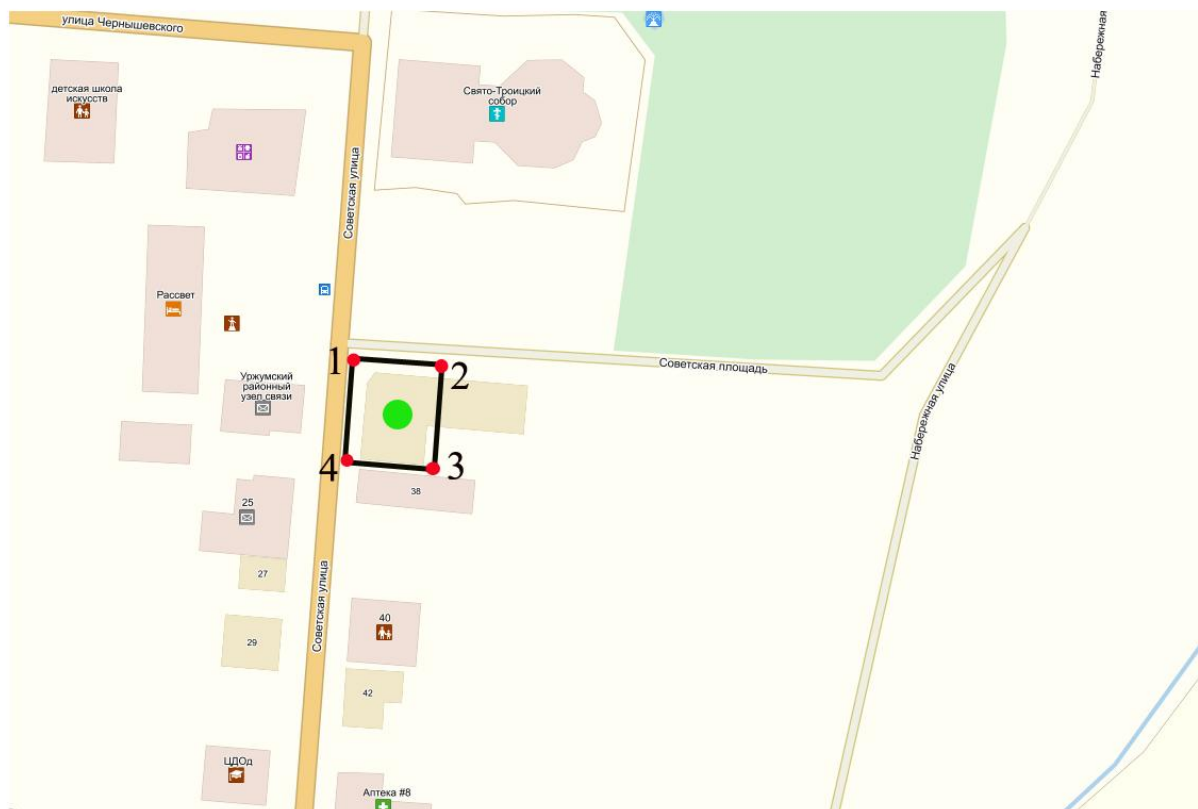 улица Чернышевского
Набережная
детская школа
искусств
Свято-Троицкий
собор
Советская улица
Рассвет
1
2
Советская площадь
Уржумский
районный
узел связи
Набережная улица
4
3
38
25
27
Советская улица
40
29
42
ЦДОд
Аптека #8